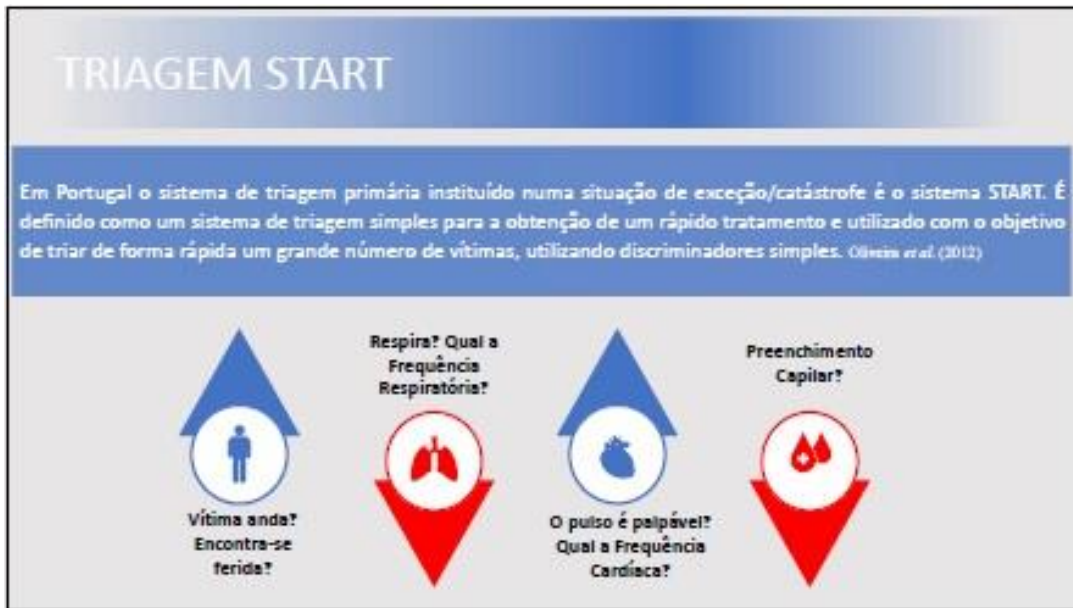 TRIAGEM START
Em Portugal o sistema de triagem primária instituído numa situação de exceção/catástrofe é o sistema START. É
definido como um sistema de triagem simples para a obtenção de um rápido tratamento e utilizado com o objetivo
de triar de forma rápida um grande número de vítimas, utilizando discriminadores simples. Oliveira et al. (2012)
Vítima anda?
Encontra-se
ferida?
Respira? Qual a
Frequência
Respiratória?
O pulso é palpável?
Qual a Frequência
Cardíaca?
Preenchimento
Capilar?